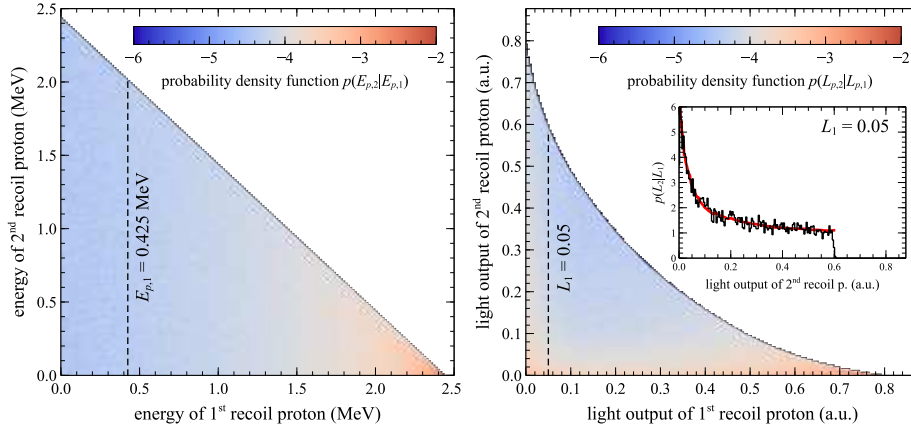 2.5
2.0
1.5
1.0
0.5
0.0
energy of 2nd recoil proton (MeV)
−6 −5 −4 −3 −2
probability density function p(Ep,2|Ep,1)
Ep,1 = 0.425 MeV
0.0 0.5 1.0 1.5 2.0 2.5
energy of 1st recoil proton (MeV)
0.8
0.7
0.6
0.5
0.4
0.3
0.2
0.1
0.0
light output of 2nd recoil proton (a.u.)
−6 −5 −4 −3 −2
probability density function p(Lp,2|Lp,1)
L1 = 0.05
6
5
4
3
2
1
0
p(L2|L1)
L1 = 0.05
0.0 0.2 0.4 0.6 0.8
light output of 2nd recoil p. (a.u.)
0.0 0.1 0.2 0.3 0.4 0.5 0.6 0.7 0.8
light output of 1st recoil proton (a.u.)